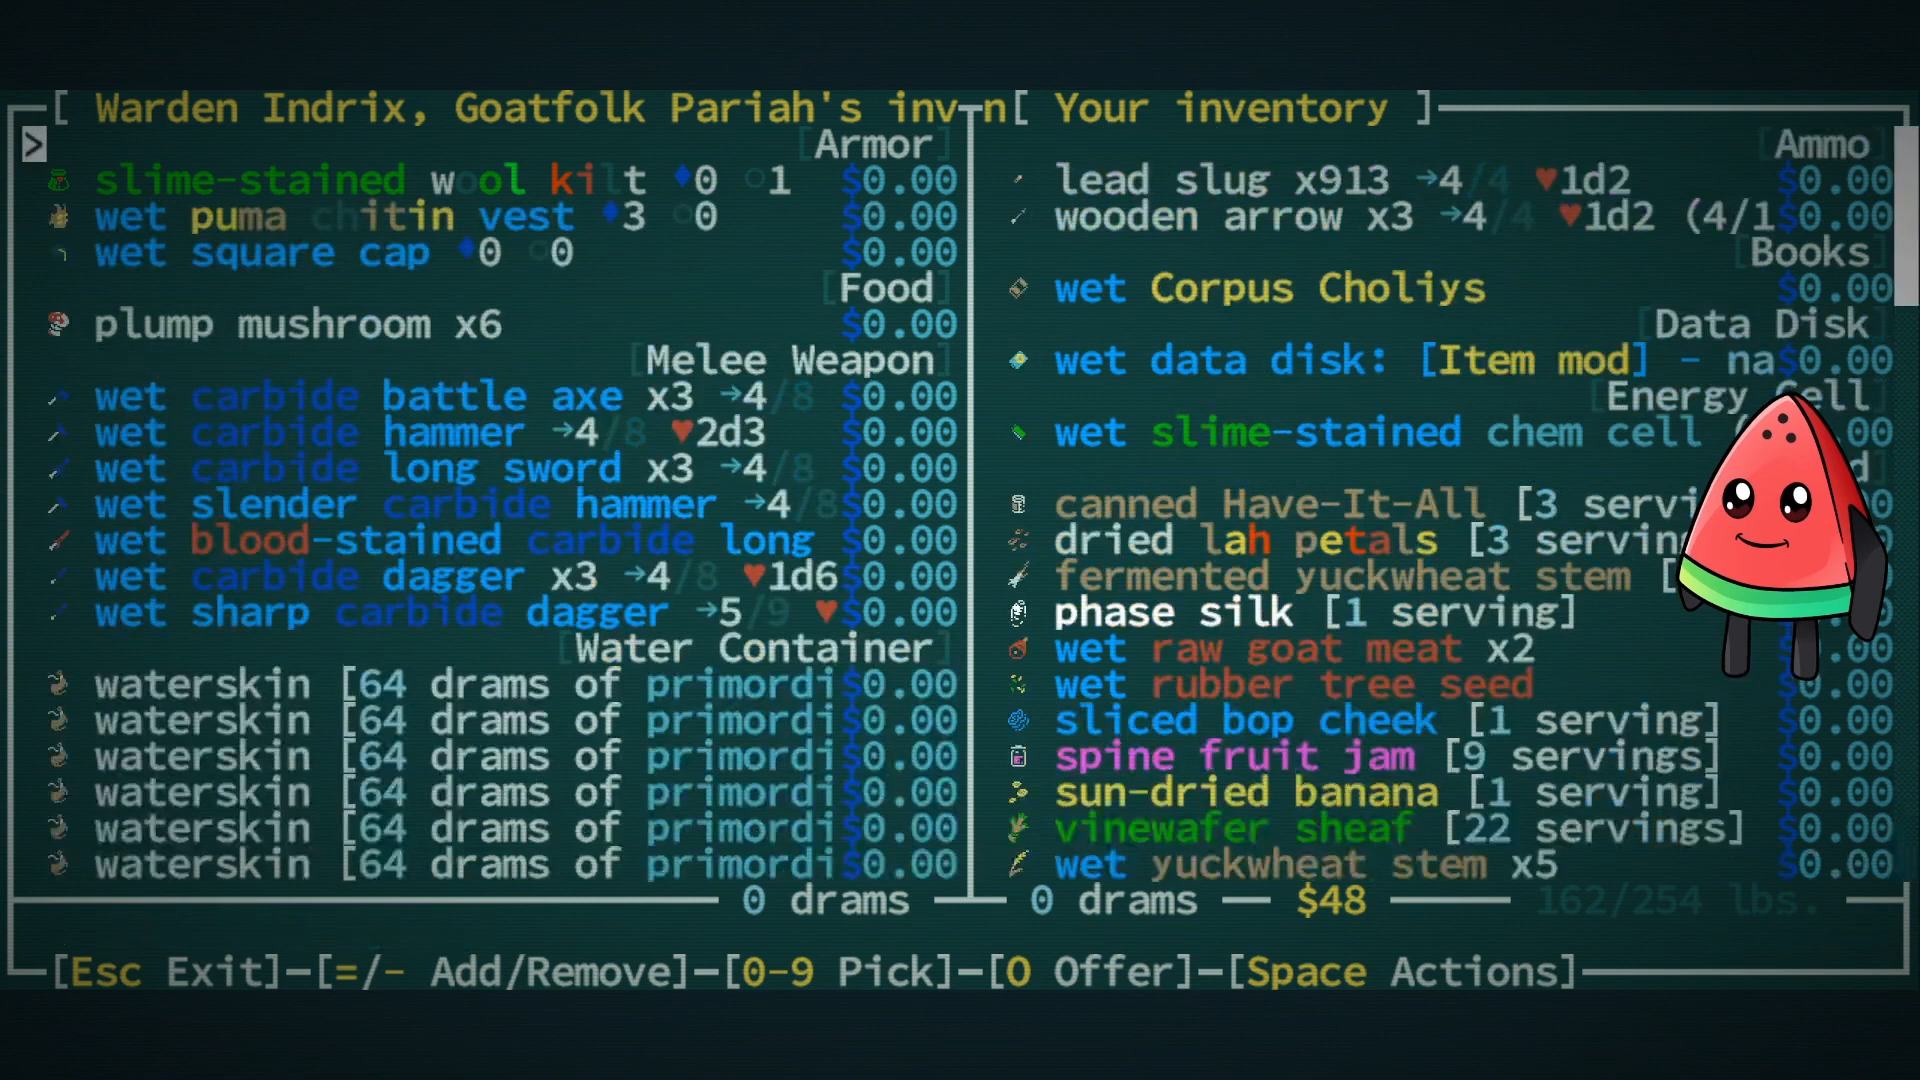 [ Warden Indrix, Goatfolk Pariah's inv n
>
[Armor]
slime-stained wool kilt ♦0 ○1 $0.00
wet puma chitin vest ♦3 ○0 $0.00
wet square cap ♦0 ○0 $0.00
[Food]
plump mushroom x6 $0.00
[Melee Weapon]
wet carbide battle axe x3 →4/8 $0.00
wet carbide hammer →4/8 ♥2d3 $0.00
wet carbide long sword x3 →4/8 $0.00
wet slender carbide hammer →4/8 $0.00
wet blood-stained carbide long $0.00
wet carbide dagger x3 →4/8 ♥1d6 $0.00
wet sharp carbide dagger →5/9 ♥ $0.00
[Water Container]
waterskin [64 drams of primordi $0.00
waterskin [64 drams of primordi $0.00
waterskin [64 drams of primordi $0.00
waterskin [64 drams of primordi $0.00
waterskin [64 drams of primordi $0.00
waterskin [64 drams of primordi $0.00
0 drams
[ Your inventory ]
[Ammo]
lead slug x913 →4/4 ♥1d2 $0.00
wooden arrow x3 →4/4 ♥1d2 (4/1 $0.00
[Books]
wet Corpus Choliys $0.00
[Data Disk]
wet data disk: [Item mod] - na $0.00
[Energy Cell]
wet slime-stained chem cell ( .00
d]
canned Have-It-All [3 servi
dried lah petals [3 servin
fermented yuckwheat stem [
phase silk [1 serving]
wet raw goat meat x2 .00
wet rubber tree seed $0.00
sliced bop cheek [1 serving] $0.00
spine fruit jam [9 servings] $0.00
sun-dried banana [1 serving] $0.00
vinewafer sheaf [22 servings] $0.00
wet yuckwheat stem x5 $0.00
0 drams $48 162/254 lbs.
[Esc Exit]-[=/- Add/Remove]-[0-9 Pick]-[O Offer]-[Space Actions]